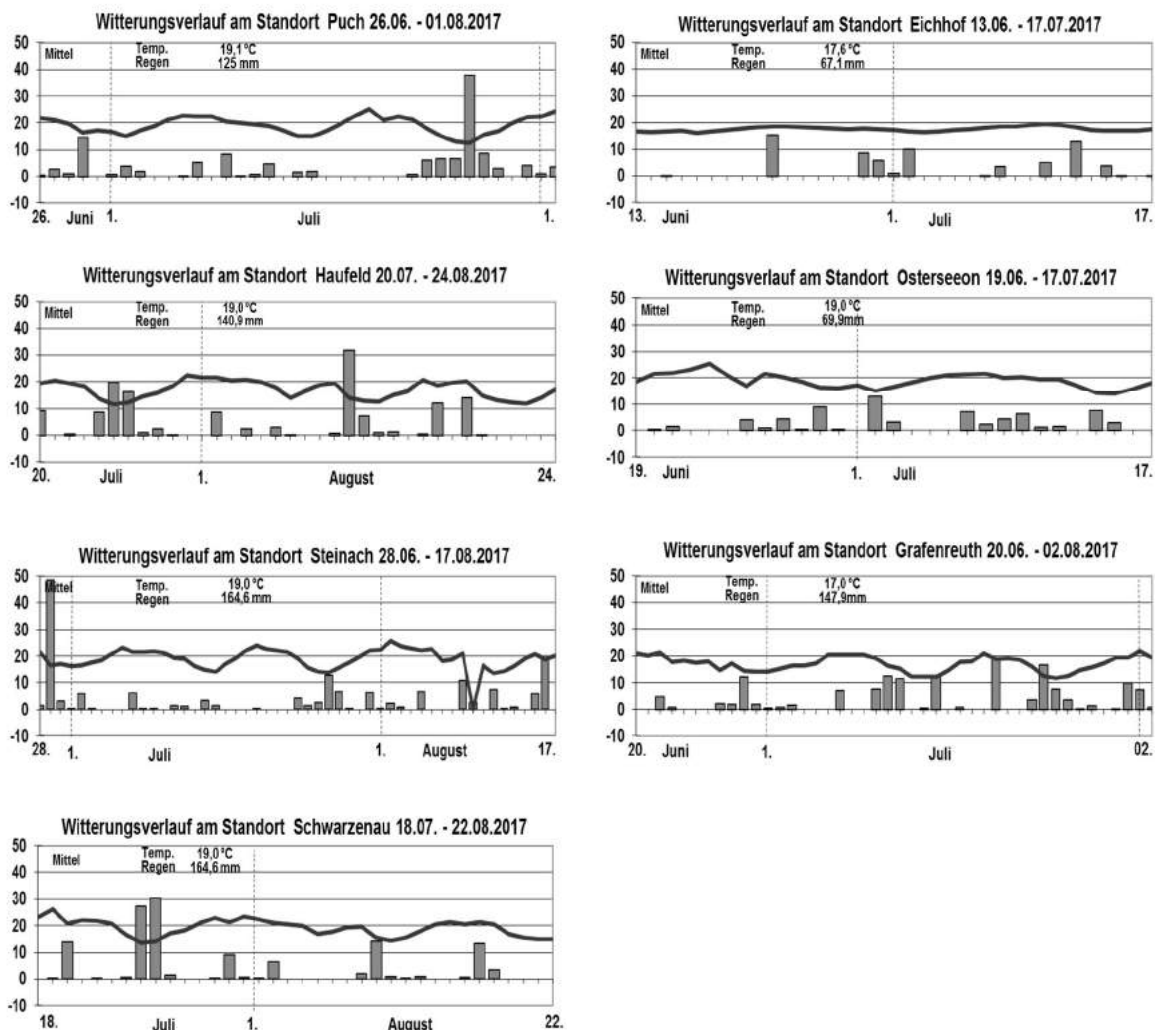 Witterungsverlauf am Standort Puch 26.06. - 01.08.2017
Mittel
Temp. 19,1 °C
Regen 125 mm
50
40
30
20
10
0
-10
26. Juni 1. Juli 1.
Witterungsverlauf am Standort Eichhof 13.06. - 17.07.2017
Mittel
Temp. 17,6 °C
Regen 67,1 mm
50
40
30
20
10
0
-10
13. Juni 1. Juli 17.
Witterungsverlauf am Standort Haufeld 20.07. - 24.08.2017
Mittel
Temp. 19,0 °C
Regen 140,9 mm
50
40
30
20
10
0
-10
20. Juli 1. August 24.
Witterungsverlauf am Standort Osterseeon 19.06. - 17.07.2017
Mittel
Temp. 19,0 °C
Regen 69,9mm
50
40
30
20
10
0
-10
19. Juni 1. Juli 17.
Witterungsverlauf am Standort Steinach 28.06. - 17.08.2017
Mittel
Temp. 19,0 °C
Regen 164,6 mm
50
40
30
20
10
0
-10
28. 1. Juli 1. August 17.
Witterungsverlauf am Standort Grafenreuth 20.06. - 02.08.2017
Mittel
Temp. 17,0 °C
Regen 147,9mm
50
40
30
20
10
0
-10
20. Juni 1. Juli 02.
Witterungsverlauf am Standort Schwarzenau 18.07. - 22.08.2017
Mittel
Temp. 19,0 °C
Regen 164,6 mm
50
40
30
20
10
0
-10
18. Juli 1. August 22.